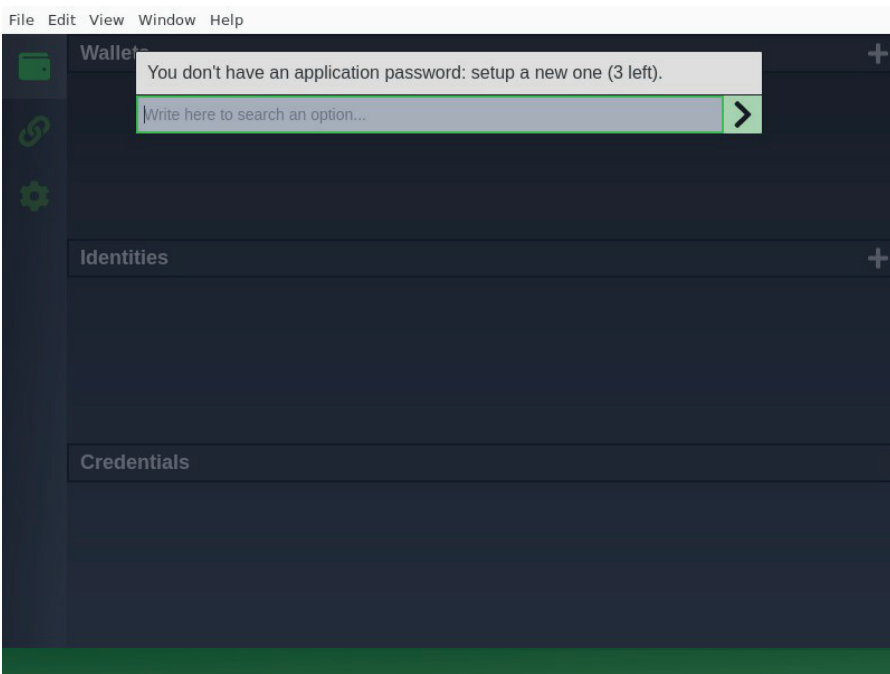 File Edit View Window Help
Wallets
You don't have an application password: setup a new one (3 left).
Write here to search an option...
Identities
Credentials